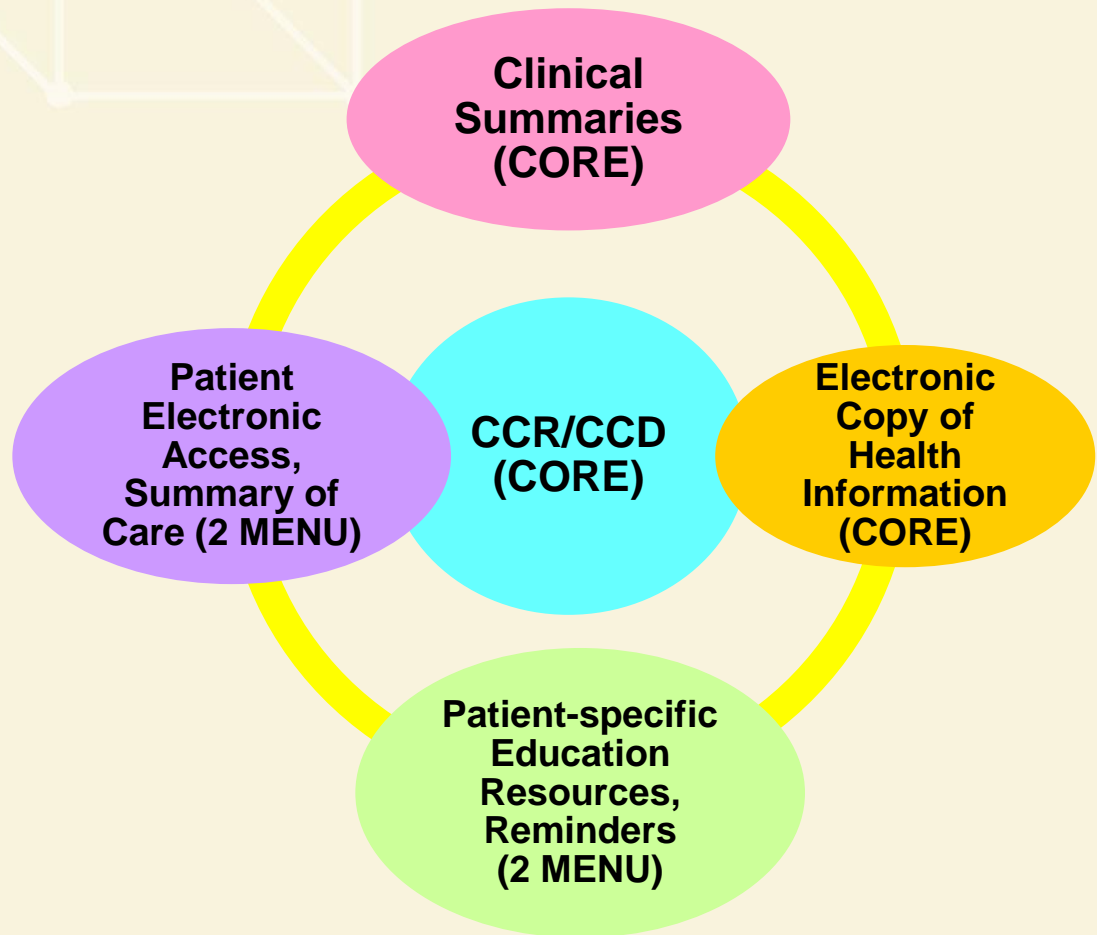 Clinical
Summaries
(CORE)
Patient
Electronic
Access,
Summary of
Care (2 MENU)
CCR/CCD
(CORE)
Electronic
Copy of
Health
Information
(CORE)
Patient-specific
Education
Resources,
Reminders
(2 MENU)